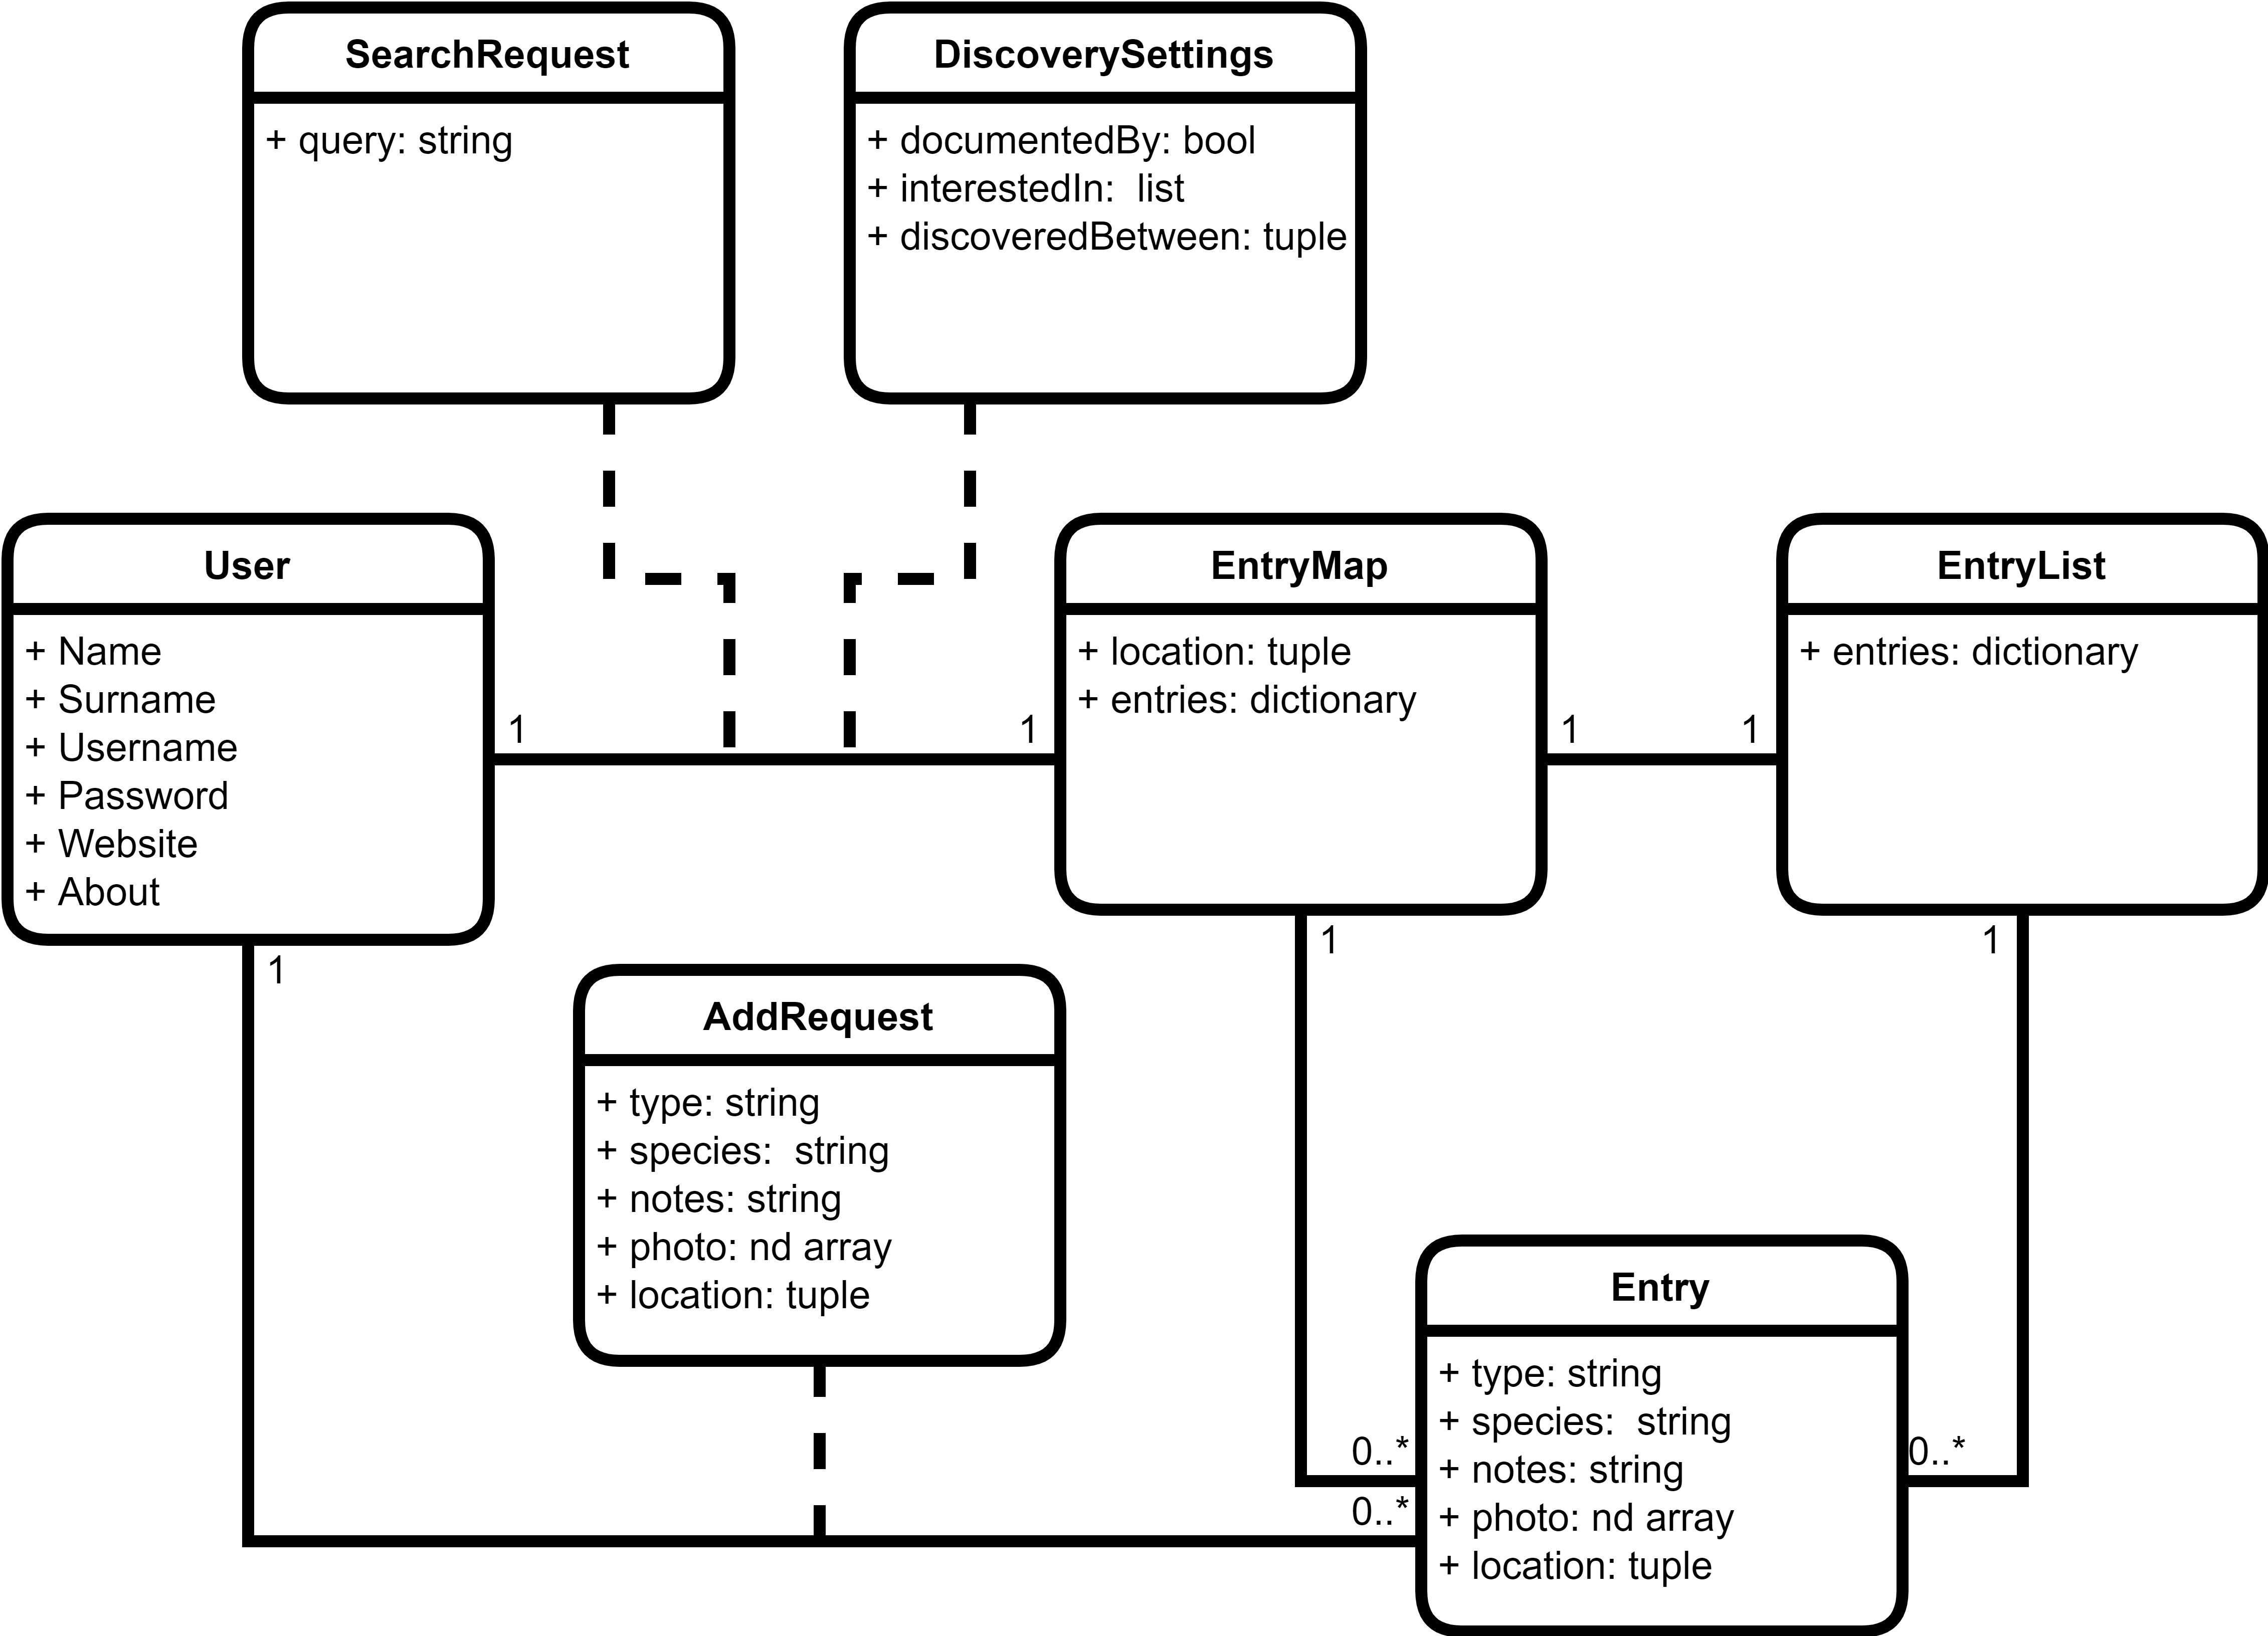 SearchRequest
+ query: string
DiscoverySettings
+ documentedBy: bool
+ interestedIn:  list
+ discoveredBetween: tuple
User
+ Name
+ Surname
+ Username
+ Password
+ Website
+ About
1
1
EntryMap
+ location: tuple
+ entries: dictionary
1
1
EntryList
+ entries: dictionary
1
1
1
AddRequest
+ type: string
+ species:  string
+ notes: string
+ photo: nd array
+ location: tuple
Entry
+ type: string
+ species:  string
+ notes: string
+ photo: nd array
+ location: tuple
0..*
0..*
0..*